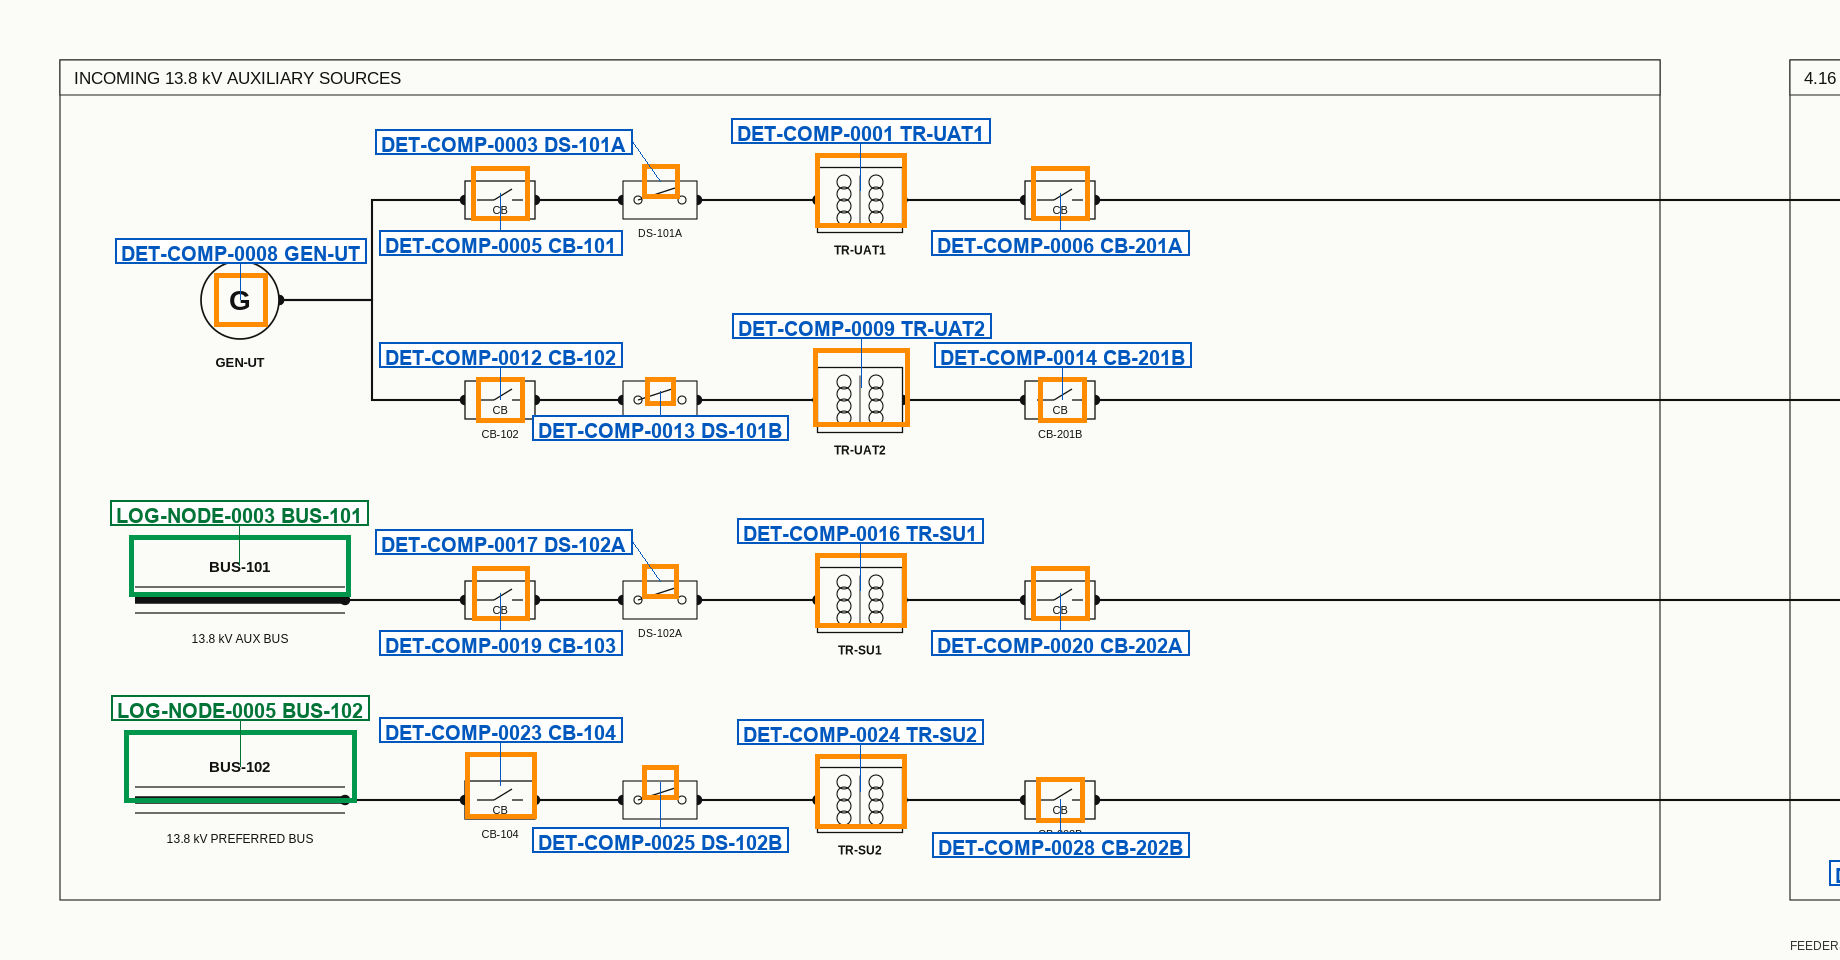 INCOMING 13.8 kV AUXILIARY SOURCES
4.16
DET-COMP-0003 DS-101A
DET-COMP-0001 TR-UAT1
CB
CB
DS-101A
DET-COMP-0005 CB-101
DET-COMP-0006 CB-201A
TR-UAT1
DET-COMP-0008 GEN-UT
G
GEN-UT
DET-COMP-0009 TR-UAT2
DET-COMP-0012 CB-102
DET-COMP-0014 CB-201B
CB
CB
CB-102
DET-COMP-0013 DS-101B
CB-201B
TR-UAT2
LOG-NODE-0003 BUS-101
DET-COMP-0017 DS-102A
DET-COMP-0016 TR-SU1
BUS-101
CB
CB
13.8 kV AUX BUS
DS-102A
DET-COMP-0019 CB-103
DET-COMP-0020 CB-202A
TR-SU1
LOG-NODE-0005 BUS-102
DET-COMP-0023 CB-104
DET-COMP-0024 TR-SU2
BUS-102
CB
CB
13.8 kV PREFERRED BUS
CB-104
DET-COMP-0025 DS-102B
DET-COMP-0028 CB-202B
TR-SU2
FEEDER